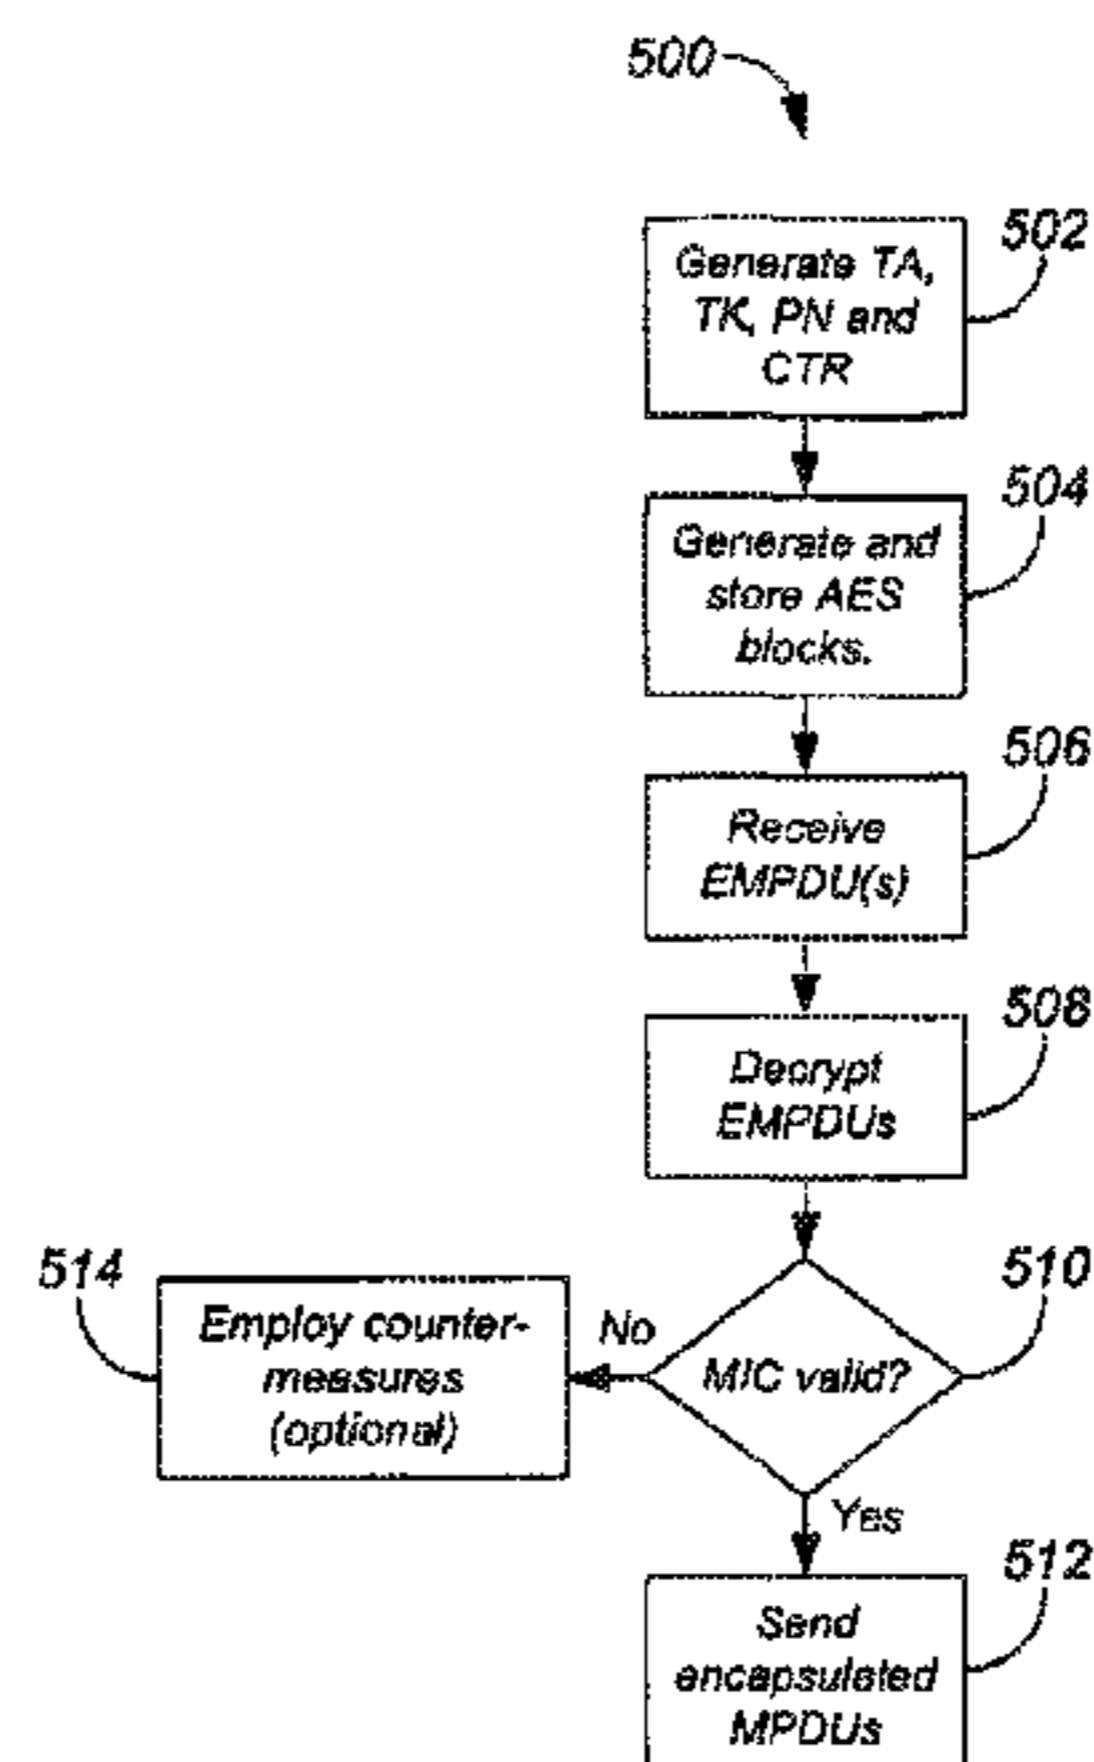 500
502
Generate TA,
TK, PN and
CTR
504
Generate and
store AES
blocks.
506
Receive
EMPDU(s)
508
Decrypt
EMPDUs
510
MIC valid?
No
514
Employ counter-
measures
(optional)
Yes
512
Send
encapsulated
MPDUs